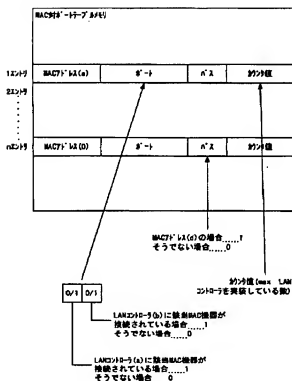 MAC対ポートテーブルメモリ
1エントリ MACアドレス(a) ポート パス カウンタ値
2エントリ
nエントリ MACアドレス(D) ポート パス カウンタ値
MACアドレス(d)の場合......1
そうでない場合......0
カウンタ値(max LAN
コントローラを実装している数)
0/1 0/1
LANコントローラ(b)に該当MAC機器が
接続されている場合......1
そうでない場合......0
LANコントローラ(a)に該当MAC機器が
接続されている場合......1
そうでない場合......0